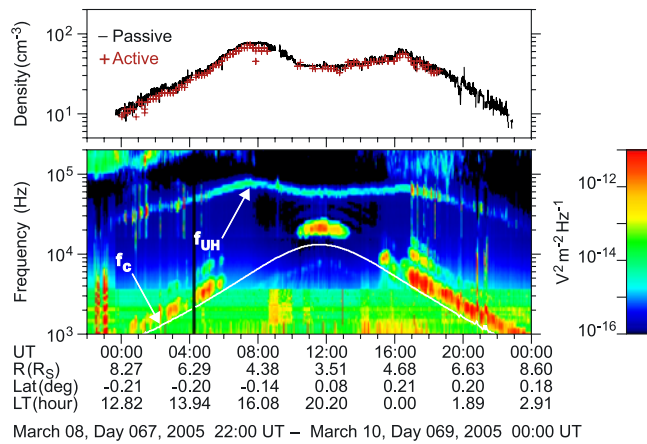 Density (cm-3)
10²
10¹
– Passive
+ Active
Frequency (Hz)
10⁵
10⁴
10³
fUH
fc
10-12
10-14
10-16
V² m-2 Hz-1
UT 00:00 04:00 08:00 12:00 16:00 20:00 00:00
R(RS) 8.27 6.29 4.38 3.51 4.68 6.63 8.60
Lat(deg) -0.21 -0.20 -0.14 0.08 0.21 0.20 0.18
LT(hour) 12.82 13.94 16.08 20.20 0.00 1.89 2.91
March 08, Day 067, 2005 22:00 UT – March 10, Day 069, 2005 00:00 UT